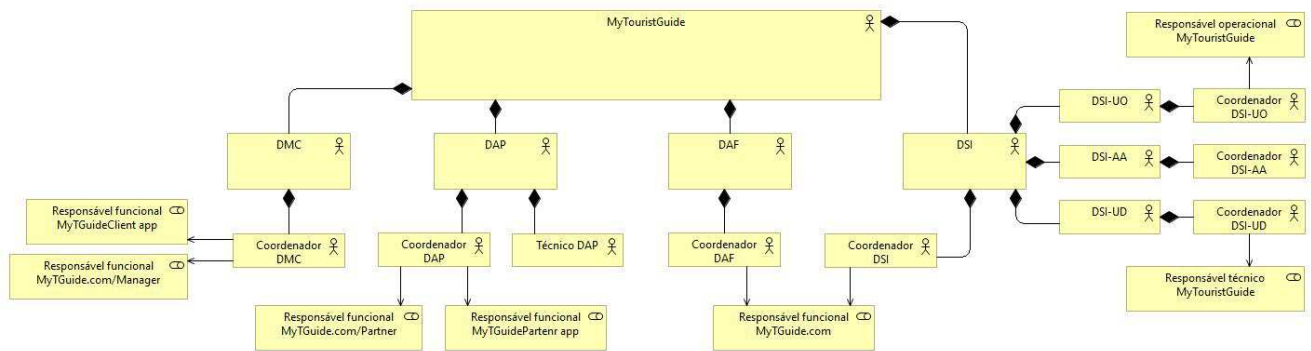 MyTouristGuide
Responsável operacional
MyTouristGuide
DSI-UO
Coordenador
DSI-UO
DMC
DAP
DAF
DSI
DSI-AA
Coordenador
DSI-AA
DSI-UD
Coordenador
DSI-UD
Responsável funcional
MyTGuideClient app
Coordenador
DMC
Coordenador
DAP
Técnico DAP
Coordenador
DAF
Coordenador
DSI
Responsável funcional
MyTGuide.com/Manager
Responsável técnico
MyTouristGuide
Responsável funcional
MyTGuide.com/Partner
Responsável funcional
MyTGuidePartenr app
Responsável funcional
MyTGuide.com